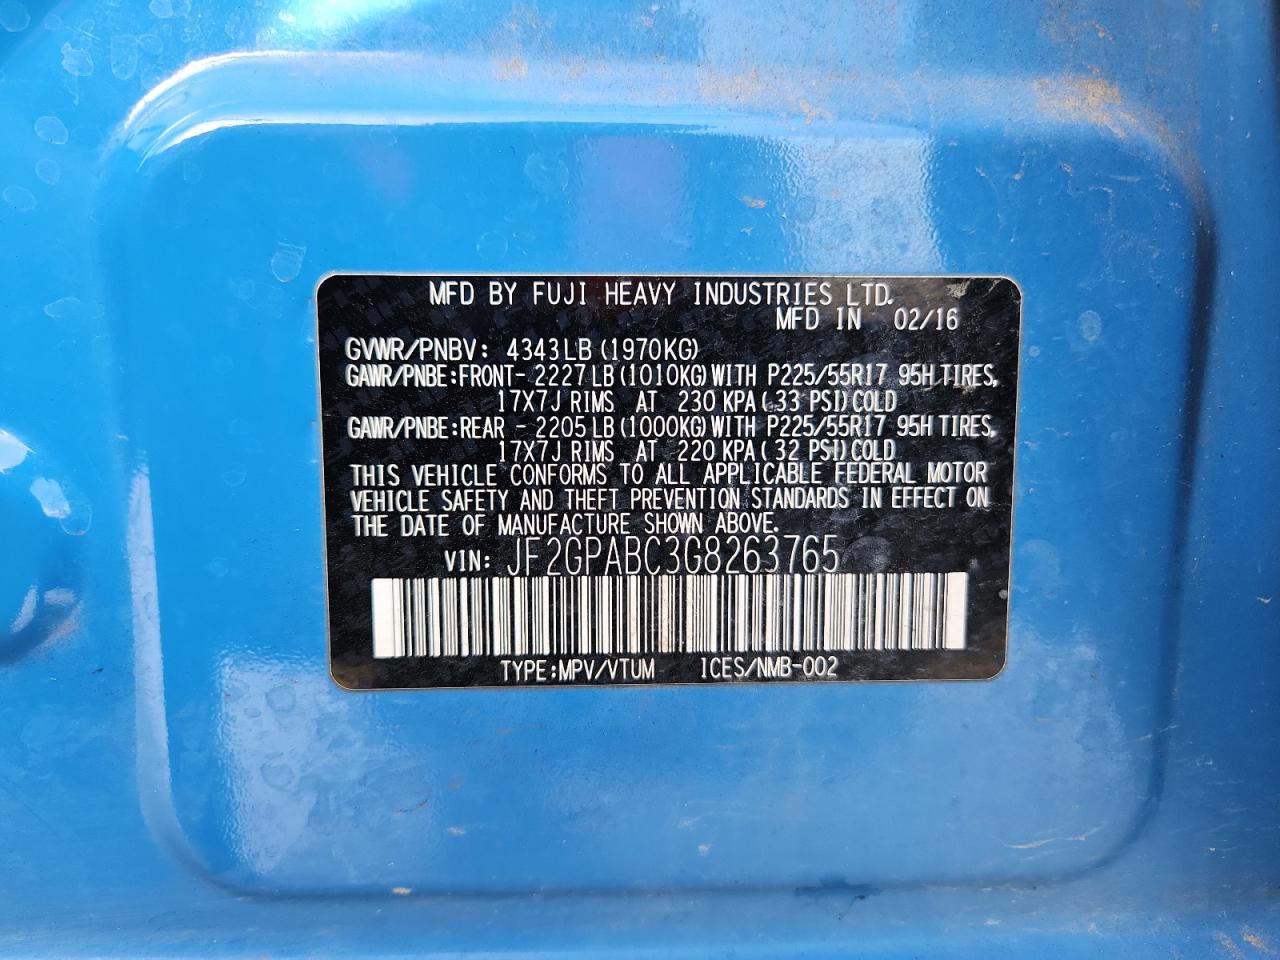 MFD BY FUJI HEAVY INDUSTRIES LTD.
MFD IN 02/16
GVWR/PNBV: 4343LB (1970KG)
GAWR/PNBE:FRONT- 2227LB (1010KG) WITH P225/55R17 95H TIRES,
17X7J RIMS AT 230 KPA (33 PSI) COLD
GAWR/PNBE:REAR - 2205LB (1000KG) WITH P225/55R17 95H TIRES,
17X7J RIMS AT 220 KPA (32 PSI) COLD
THIS VEHICLE CONFORMS TO ALL APPLICABLE FEDERAL MOTOR
VEHICLE SAFETY AND THEFT PREVENTION STANDARDS IN EFFECT ON
THE DATE OF MANUFACTURE SHOWN ABOVE.
VIN: JF2GPABC3G8263765
TYPE:MPV/VTUM ICES/NMB-002